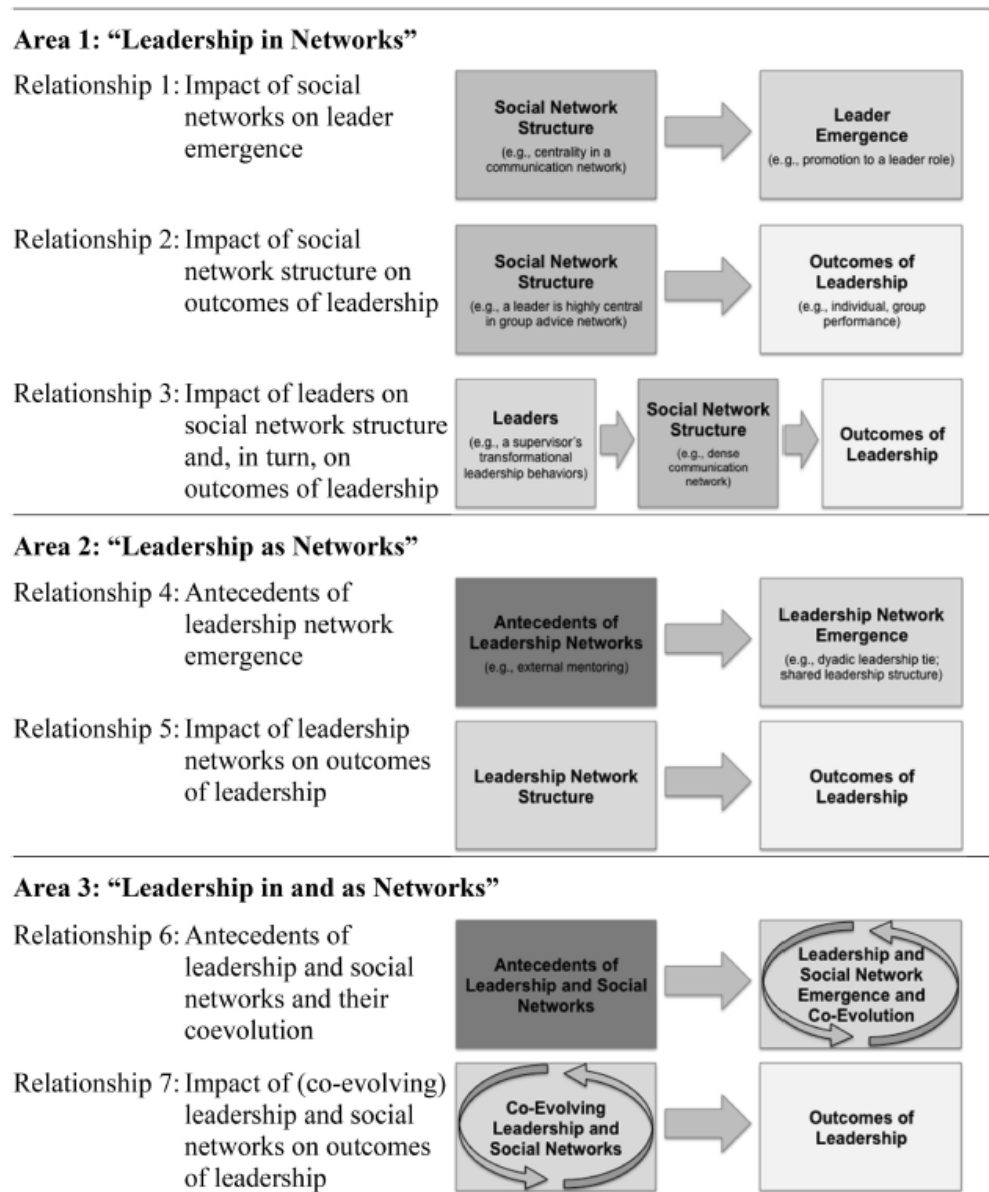 Area 1: “Leadership in Networks”
Relationship 1: Impact of social
networks on leader
emergence
Social Network
Structure
(e.g., centrality in a
communication network)
Leader
Emergence
(e.g., promotion to a leader role)
Relationship 2: Impact of social
network structure on
outcomes of leadership
Social Network
Structure
(e.g., a leader is highly central
in group advice network)
Outcomes of
Leadership
(e.g., individual, group
performance)
Relationship 3: Impact of leaders on
social network structure
and, in turn, on
outcomes of leadership
Leaders
(e.g., a supervisor’s
transformational
leadership behaviors)
Social Network
Structure
(e.g., dense
communication
network)
Outcomes of
Leadership
Area 2: “Leadership as Networks”
Relationship 4: Antecedents of
leadership network
emergence
Antecedents of
Leadership Networks
(e.g., external mentoring)
Leadership Network
Emergence
(e.g., dyadic leadership tie;
shared leadership structure)
Relationship 5: Impact of leadership
networks on outcomes
of leadership
Leadership Network
Structure
Outcomes of
Leadership
Area 3: “Leadership in and as Networks”
Relationship 6: Antecedents of
leadership and social
networks and their
coevolution
Antecedents of
Leadership and Social
Networks
Leadership and
Social Network
Emergence and
Co-Evolution
Relationship 7: Impact of (co-evolving)
leadership and social
networks on outcomes
of leadership
Co-Evolving
Leadership and
Social Networks
Outcomes of
Leadership